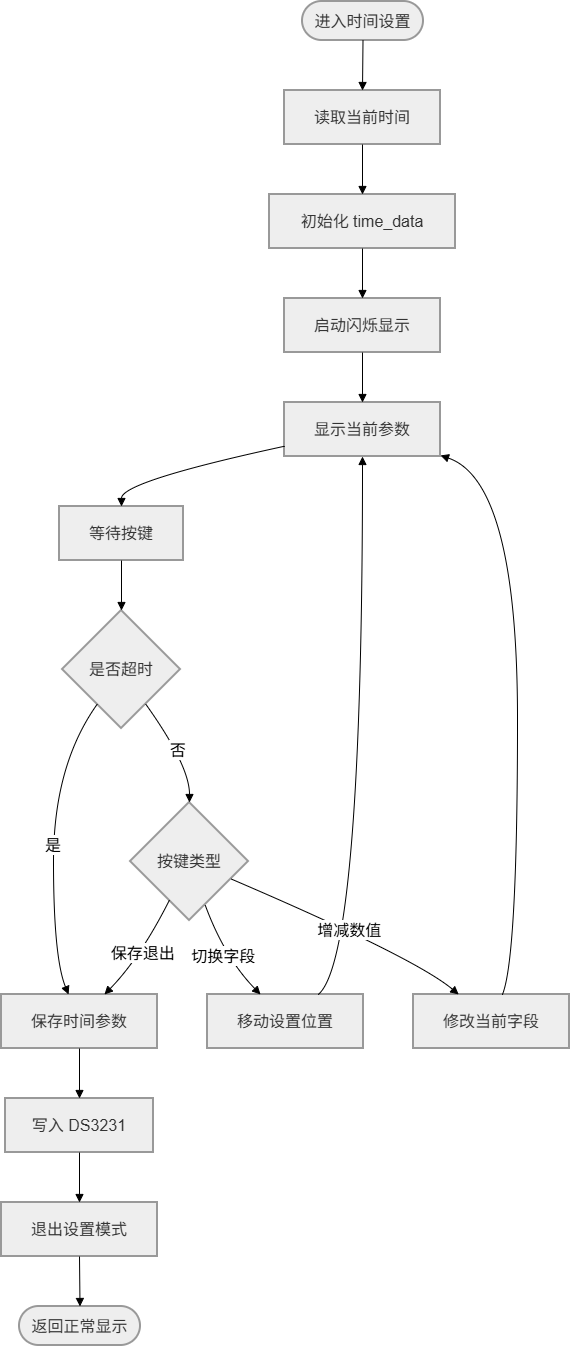 进入时间设置
读取当前时间
初始化 time_data
启动闪烁显示
显示当前参数
等待按键
是否超时
否
是
按键类型
保存退出
切换字段
增减数值
保存时间参数
移动设置位置
修改当前字段
写入 DS3231
退出设置模式
返回正常显示